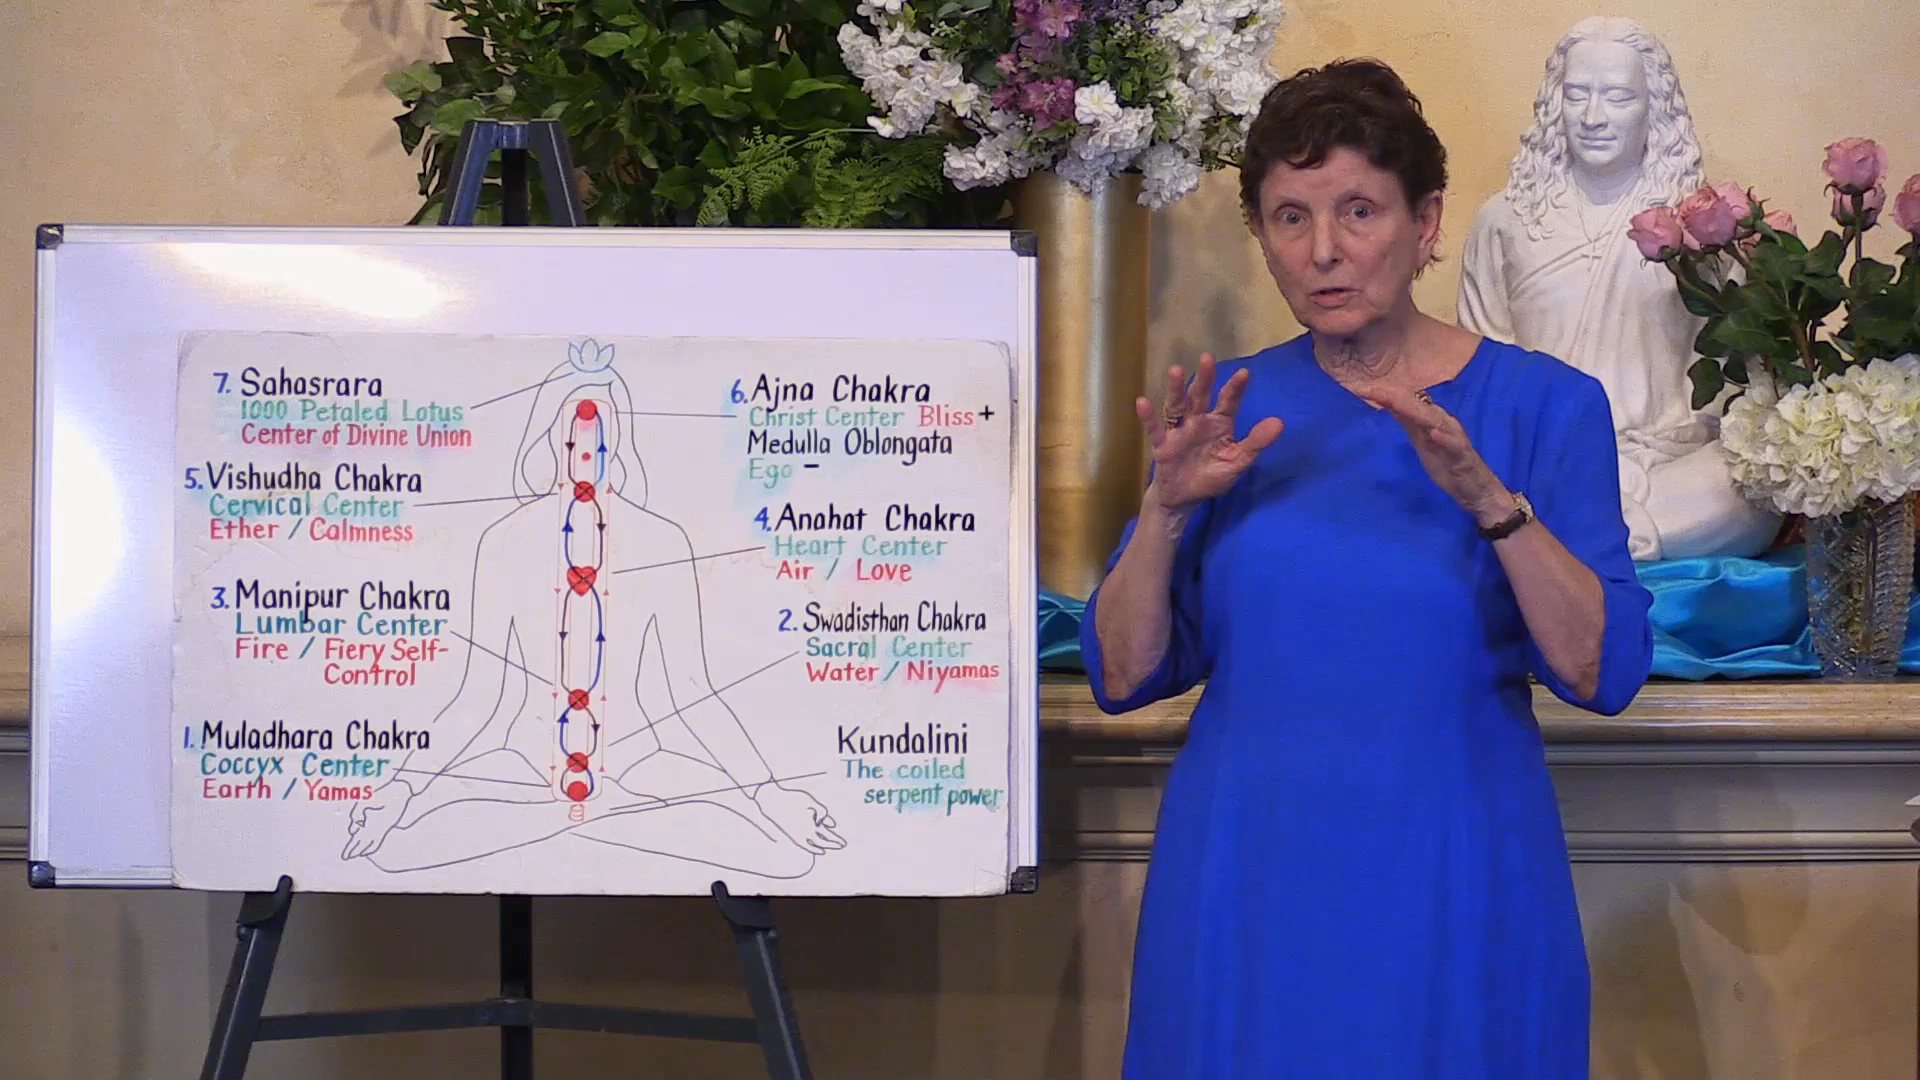 7. Sahasrara
1000 Petaled Lotus
Center of Divine Union
6. Ajna Chakra
Christ Center Bliss +
Medulla Oblongata
Ego –
5. Vishudha Chakra
Cervical Center
Ether / Calmness
4. Anahat Chakra
Heart Center
Air / Love
3. Manipur Chakra
Lumbar Center
Fire / Fiery Self-
Control
2. Swadisthan Chakra
Sacral Center
Water / Niyamas
1. Muladhara Chakra
Coccyx Center
Earth / Yamas
Kundalini
The coiled
serpent power